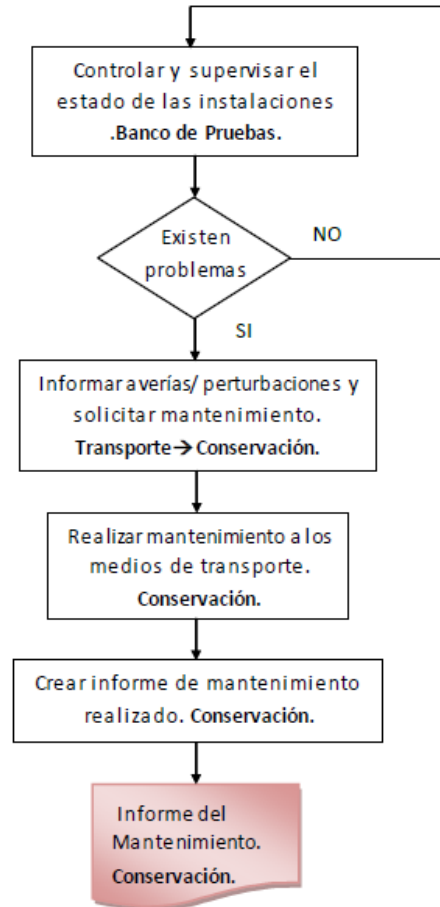 Controlar y supervisar el
estado de las instalaciones
.Banco de Pruebas.
Existen
problemas
NO
SI
Informar averías/ perturbaciones y
solicitar mantenimiento.
Transporte→Conservación.
Realizar mantenimiento a los
medios de transporte.
Conservación.
Crear informe de mantenimiento
realizado. Conservación.
Informe del
Mantenimiento.
Conservación.